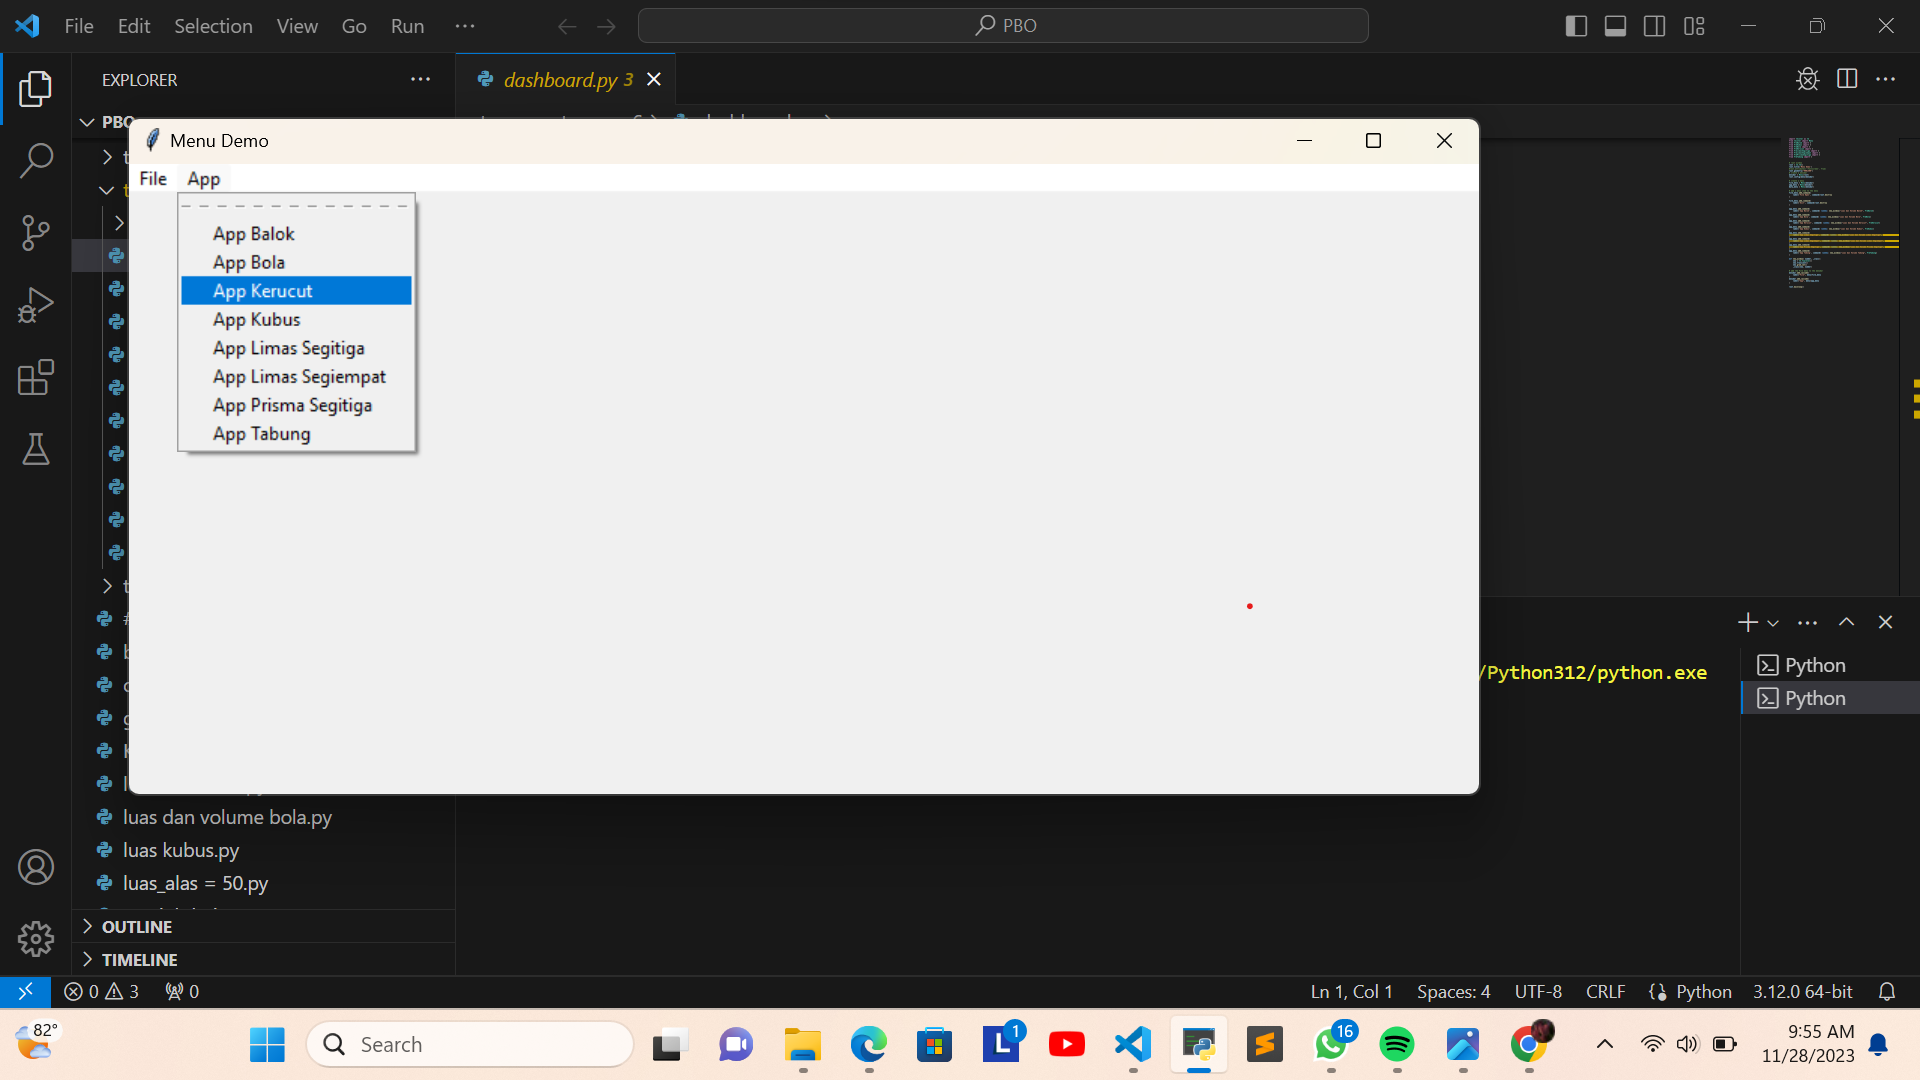 File Edit Selection View Go Run ··· PBO
EXPLORER ···
dashboard.py 3
PBO
Menu Demo
File App
App Balok
App Bola
App Kerucut
App Kubus
App Limas Segitiga
App Limas Segiempat
App Prisma Segitiga
App Tabung
/Python312/python.exe
Python
Python
luas dan volume bola.py
luas kubus.py
luas_alas = 50.py
OUTLINE
TIMELINE
0 3 0
Ln 1, Col 1 Spaces: 4 UTF-8 CRLF Python 3.12.0 64-bit
82°
Search
1
16
9:55 AM
11/28/2023